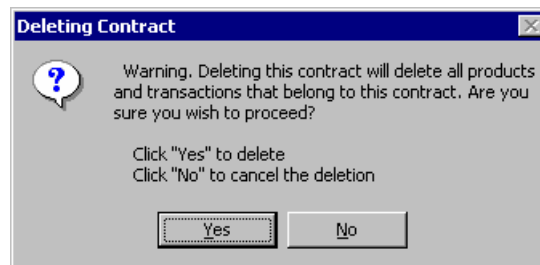 Deleting Contract
Warning. Deleting this contract will delete all products
and transactions that belong to this contract. Are you
sure you wish to proceed?
Click "Yes" to delete
Click "No" to cancel the deletion
Yes
No